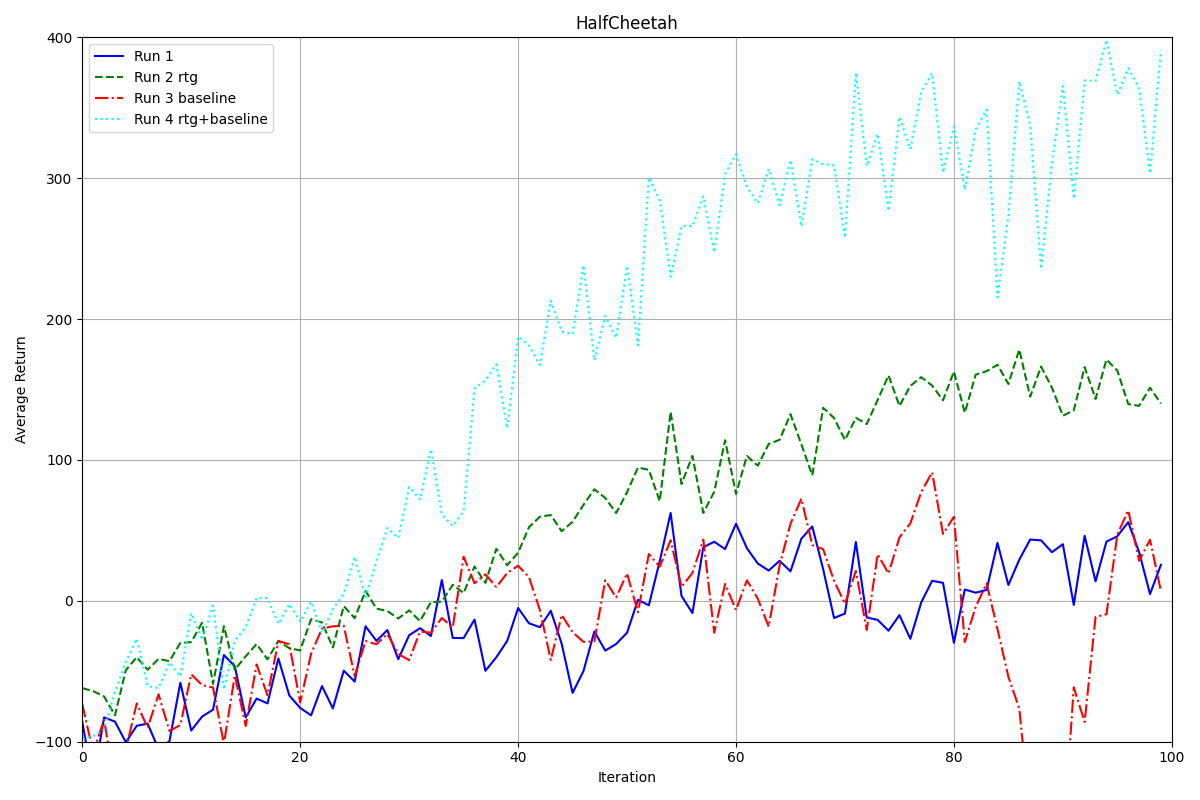 HalfCheetah
400
300
200
100
0
−100
Average Return
Run 1
Run 2 rtg
Run 3 baseline
Run 4 rtg+baseline
0
20
40
60
80
100
Iteration